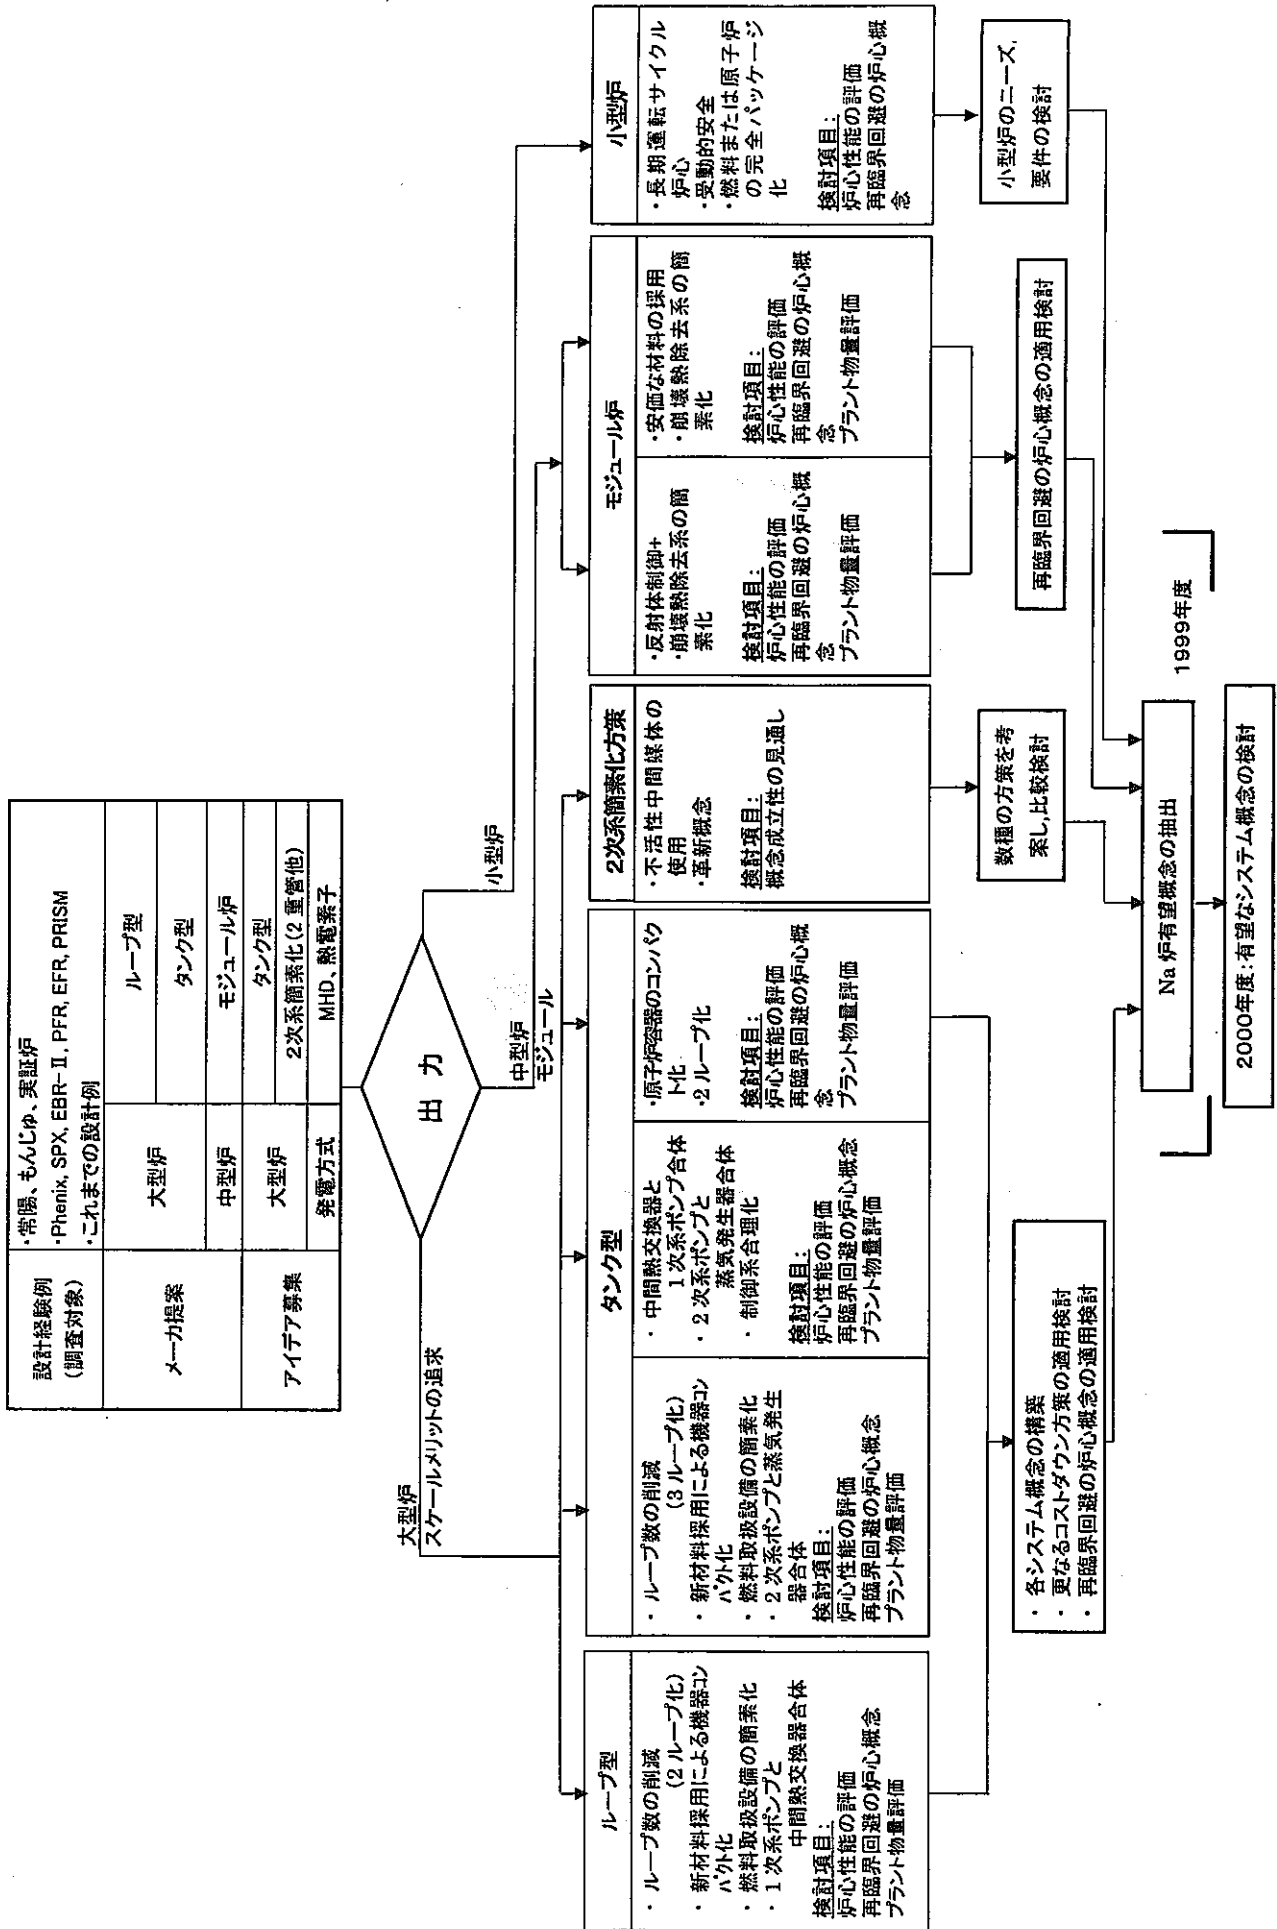 設計経験例
(調査対象)
・常陽、もんじゅ、実証炉
・Phenix, SPX, EBR-Ⅱ, PFR, EFR, PRISM
・これまでの設計例
メーカ提案
大型炉
ループ型
タンク型
中型炉
モジュール炉
アイデア募集
大型炉
タンク型
2次系簡素化(2重管他)
発電方式
MHD、熱電素子
出 力
大型炉
スケールメリットの追求
中型炉
モジュール
小型炉
ループ型
・ ループ数の削減
(2ループ化)
・ 新材料採用による機器コン
パクト化
・ 燃料取扱設備の簡素化
・ 1次系ポンプと
中間熱交換器合体
検討項目:
炉心性能の評価
再臨界回避の炉心概念
プラント物量評価
タンク型
・ ループ数の削減
(3ループ化)
・ 新材料採用による機器コン
パクト化
・ 燃料取扱設備の簡素化
・ 2次系ポンプと蒸気発生
器合体
検討項目:
炉心性能の評価
再臨界回避の炉心概念
プラント物量評価
・ 中間熱交換器と
1次系ポンプ合体
・ 2次系ポンプと
蒸気発生器合体
・ 制御系合理化
検討項目:
炉心性能の評価
再臨界回避の炉心概念
プラント物量評価
・原子炉容器のコンパク
ト化
・2ループ化
検討項目:
炉心性能の評価
再臨界回避の炉心概
念
プラント物量評価
2次系簡素化方策
・不活性中間媒体の
使用
・革新概念
検討項目:
概念成立性の見通し
モジュール炉
・反射体制御+
・崩壊熱除去系の簡
素化
検討項目:
炉心性能の評価
再臨界回避の炉心概
念
プラント物量評価
・安価な材料の採用
・崩壊熱除去系の簡
素化
検討項目:
炉心性能の評価
再臨界回避の炉心概
念
プラント物量評価
小型炉
・長期運転サイクル
炉心
・受動的安全
・燃料または原子炉
の完全パッケージ
化
検討項目:
炉心性能の評価
再臨界回避の炉心概
念
・ 各システム概念の構築
・ 更なるコストダウン方策の適用検討
・ 再臨界回避の炉心概念の適用検討
数種の方策を考
案し,比較検討
再臨界回避の炉心概念の適用検討
小型炉のニーズ,
要件の検討
Na 炉有望概念の抽出
1999年度
2000年度:有望なシステム概念の検討